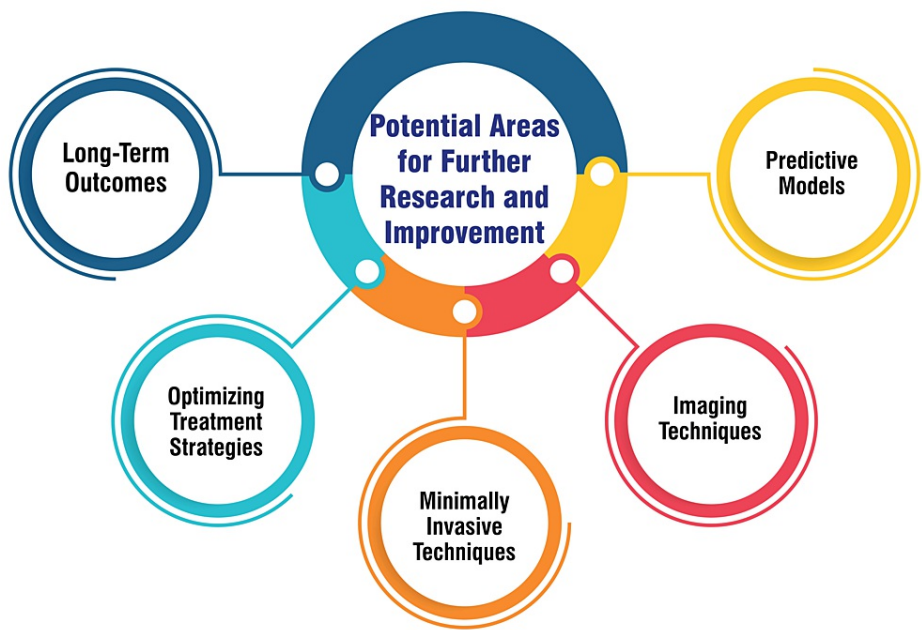 Potential Areas
for Further
Research and
Improvement
Long-Term
Outcomes
Optimizing
Treatment
Strategies
Minimally
Invasive
Techniques
Imaging
Techniques
Predictive
Models